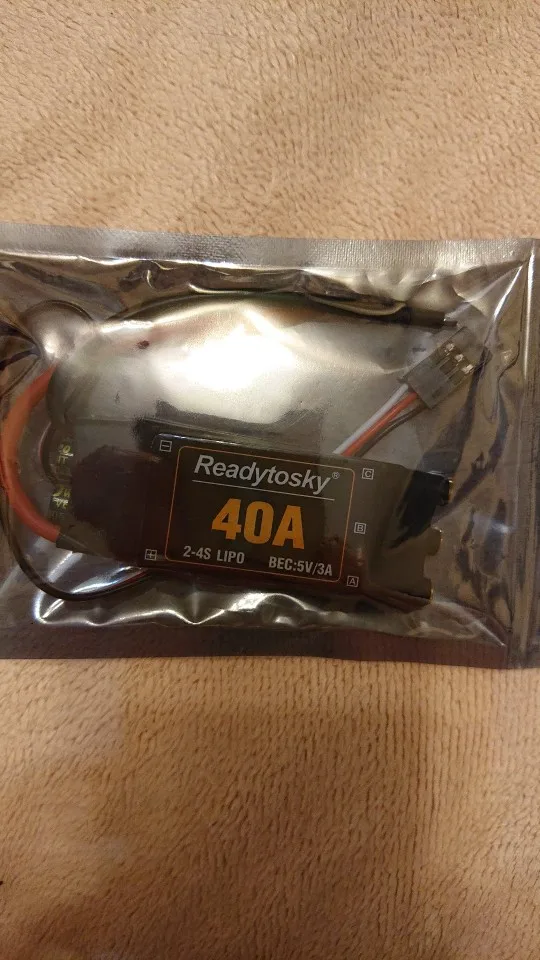 Readytosky®
40A
2-4S LIPO BEC:5V/3A
−
+
C
B
A